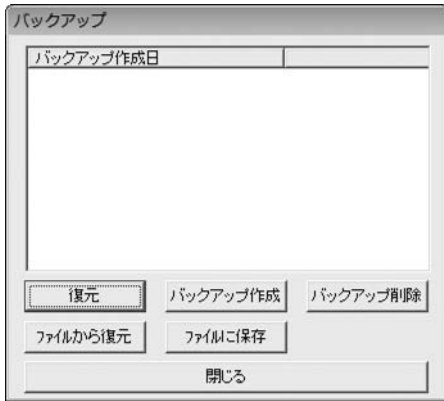 バックアップ
バックアップ作成日
復元 バックアップ作成 バックアップ削除
ファイルから復元 ファイルに保存
閉じる